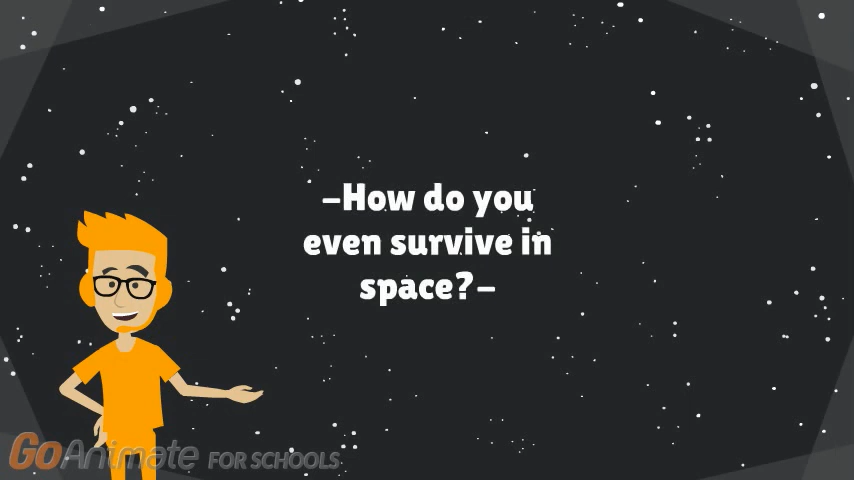 -How do you
even survive in
space?-
GoAnimate FOR SCHOOLS